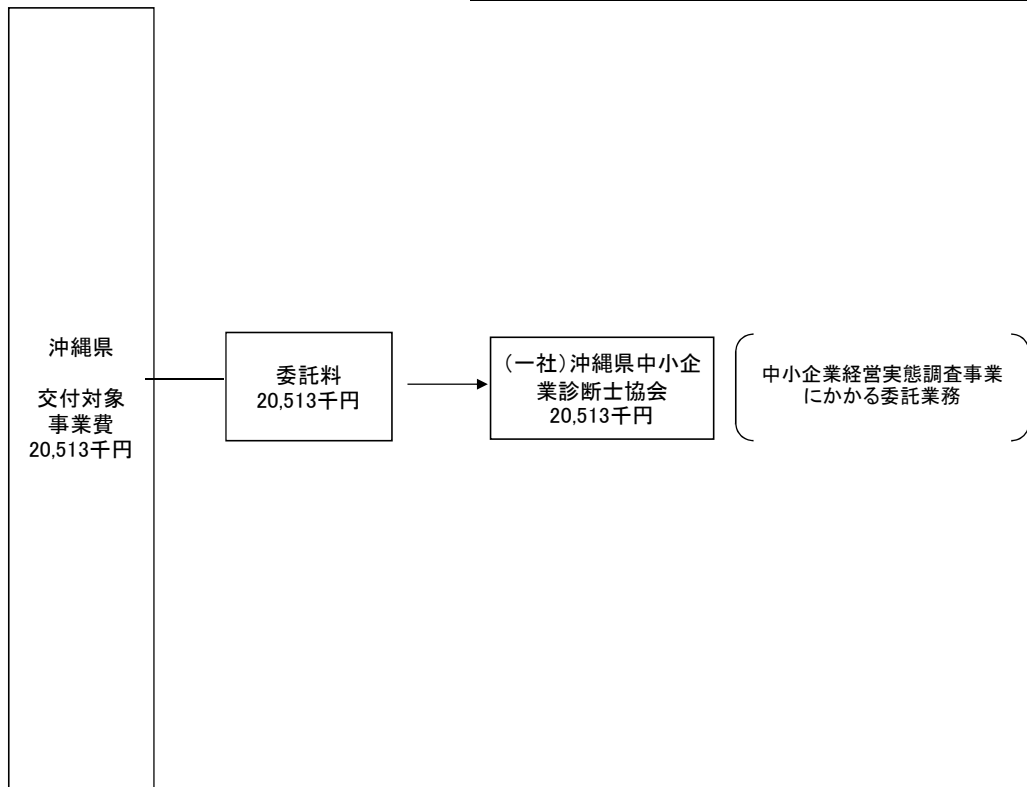 沖縄県
交付対象
事業費
20,513千円
委託料
20,513千円
(一社)沖縄県中小企
業診断士協会
20,513千円
中小企業経営実態調査事業
にかかる委託業務